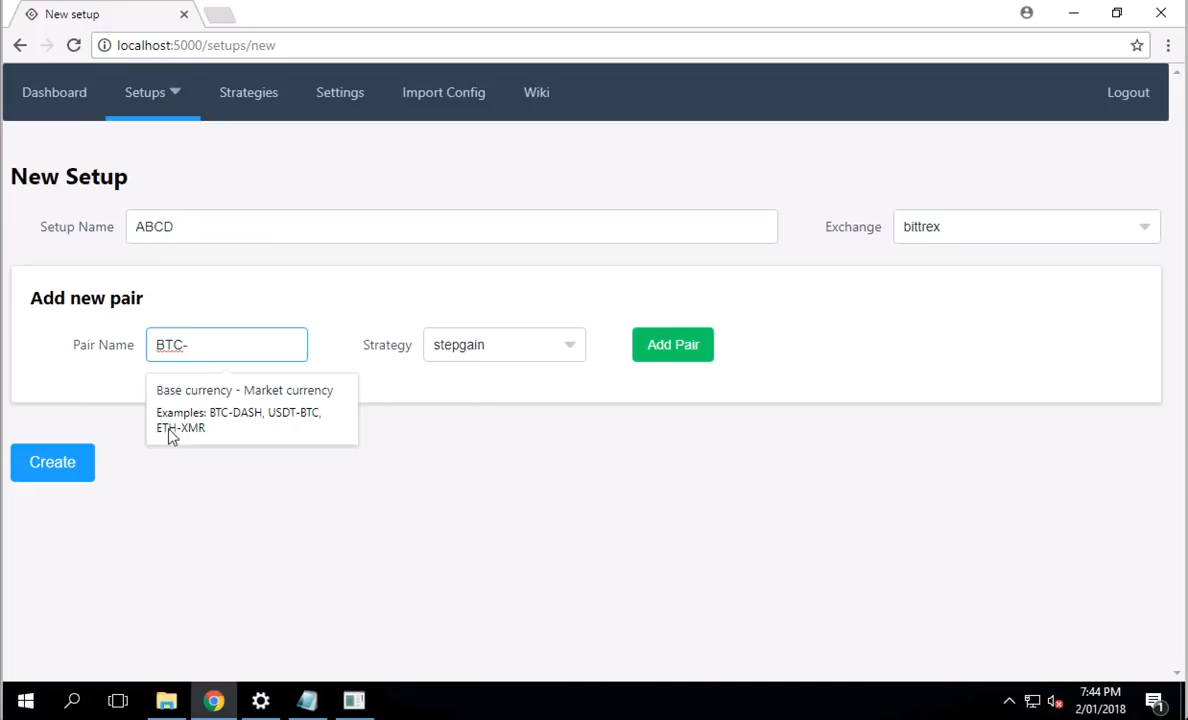 New setup
localhost:5000/setups/new
Dashboard Setups Strategies Settings Import Config Wiki Logout
New Setup
Setup Name ABCD Exchange bittrex
Add new pair
Pair Name BTC- Strategy stepgain Add Pair
Base currency - Market currency
Examples: BTC-DASH, USDT-BTC,
ETH-XMR
Create
7:44 PM
2/01/2018
1